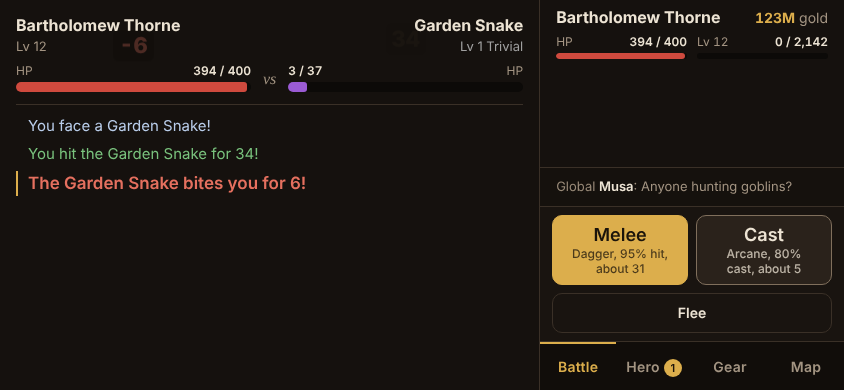 Bartholomew Thorne
Garden Snake
Lv 12
-6
34
Lv 1 Trivial
HP
394 / 400
vs
3 / 37
HP
You face a Garden Snake!
You hit the Garden Snake for 34!
The Garden Snake bites you for 6!
Bartholomew Thorne
123M gold
HP
394 / 400
Lv 12
0 / 2,142
Global Musa: Anyone hunting goblins?
Melee
Dagger, 95% hit,
about 31
Cast
Arcane, 80%
cast, about 5
Flee
Battle
Hero 1
Gear
Map